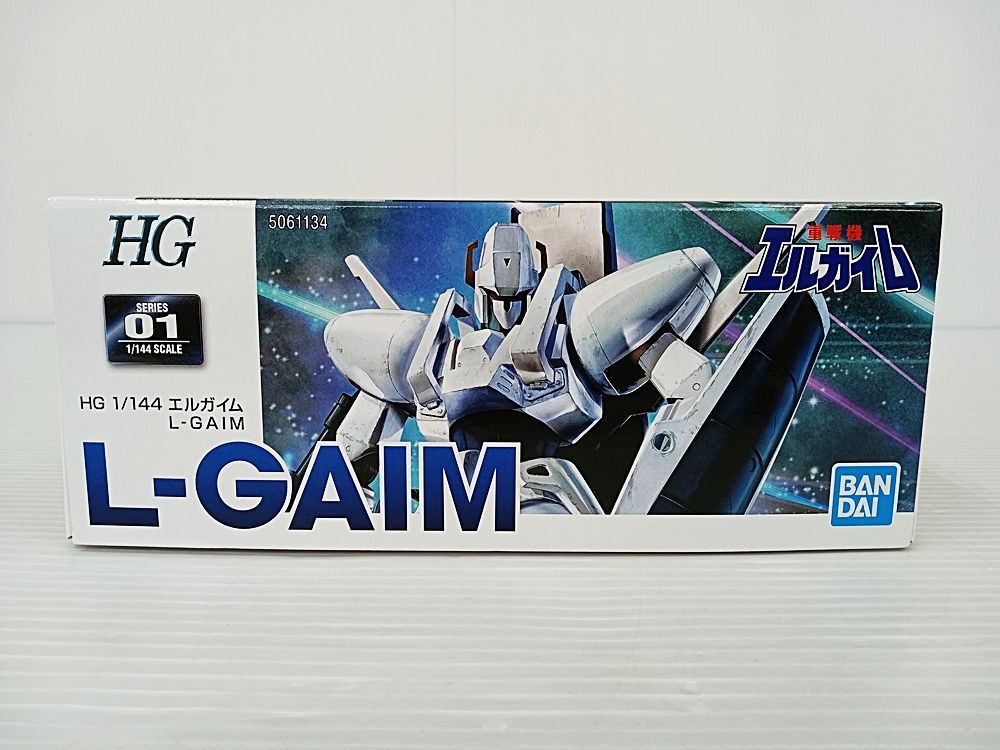 HG
SERIES
01
1/144 SCALE
HG 1/144 エルガイム
L-GAIM
L-GAIM
5061134
重戦機
エルガイム
BAN
DAI